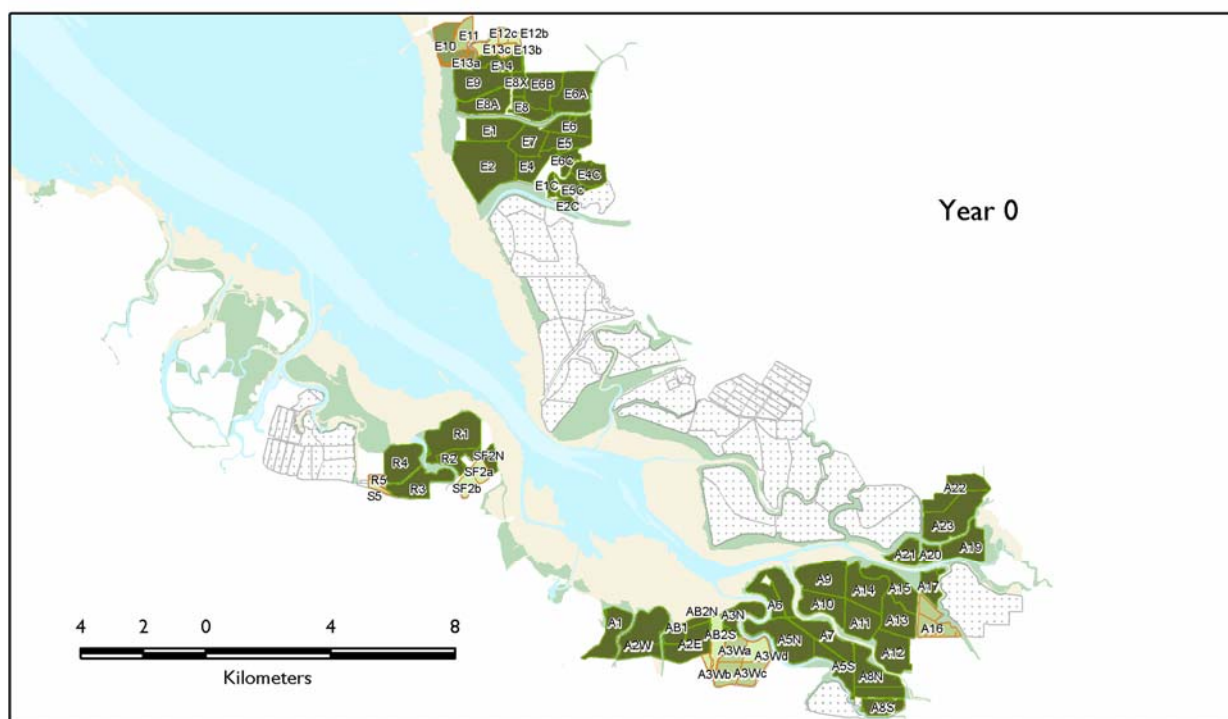 E11
E12c E12b
E10
E13c E13b
E13a
E14
E9
E8X
E6B
E6A
E8A
E8
E1
E6
E7
E5
E6C
E2
E4
E4C
E1C
E5C
E2C
Year 0
R1
R4
R2
SF2N
SF2a
R5
R3
SF2b
S5
A22
A23
A21
A20
A19
A9
A14
A15
A17
A6
A10
AB2N
A3N
A1
AB1
A11
A13
A16
AB2S
A5N
A7
A2W
A2E
A3Wa
A3Wd
A12
A3Wb
A3Wc
A5S
A8N
A8S
4 2 0 4 8
Kilometers